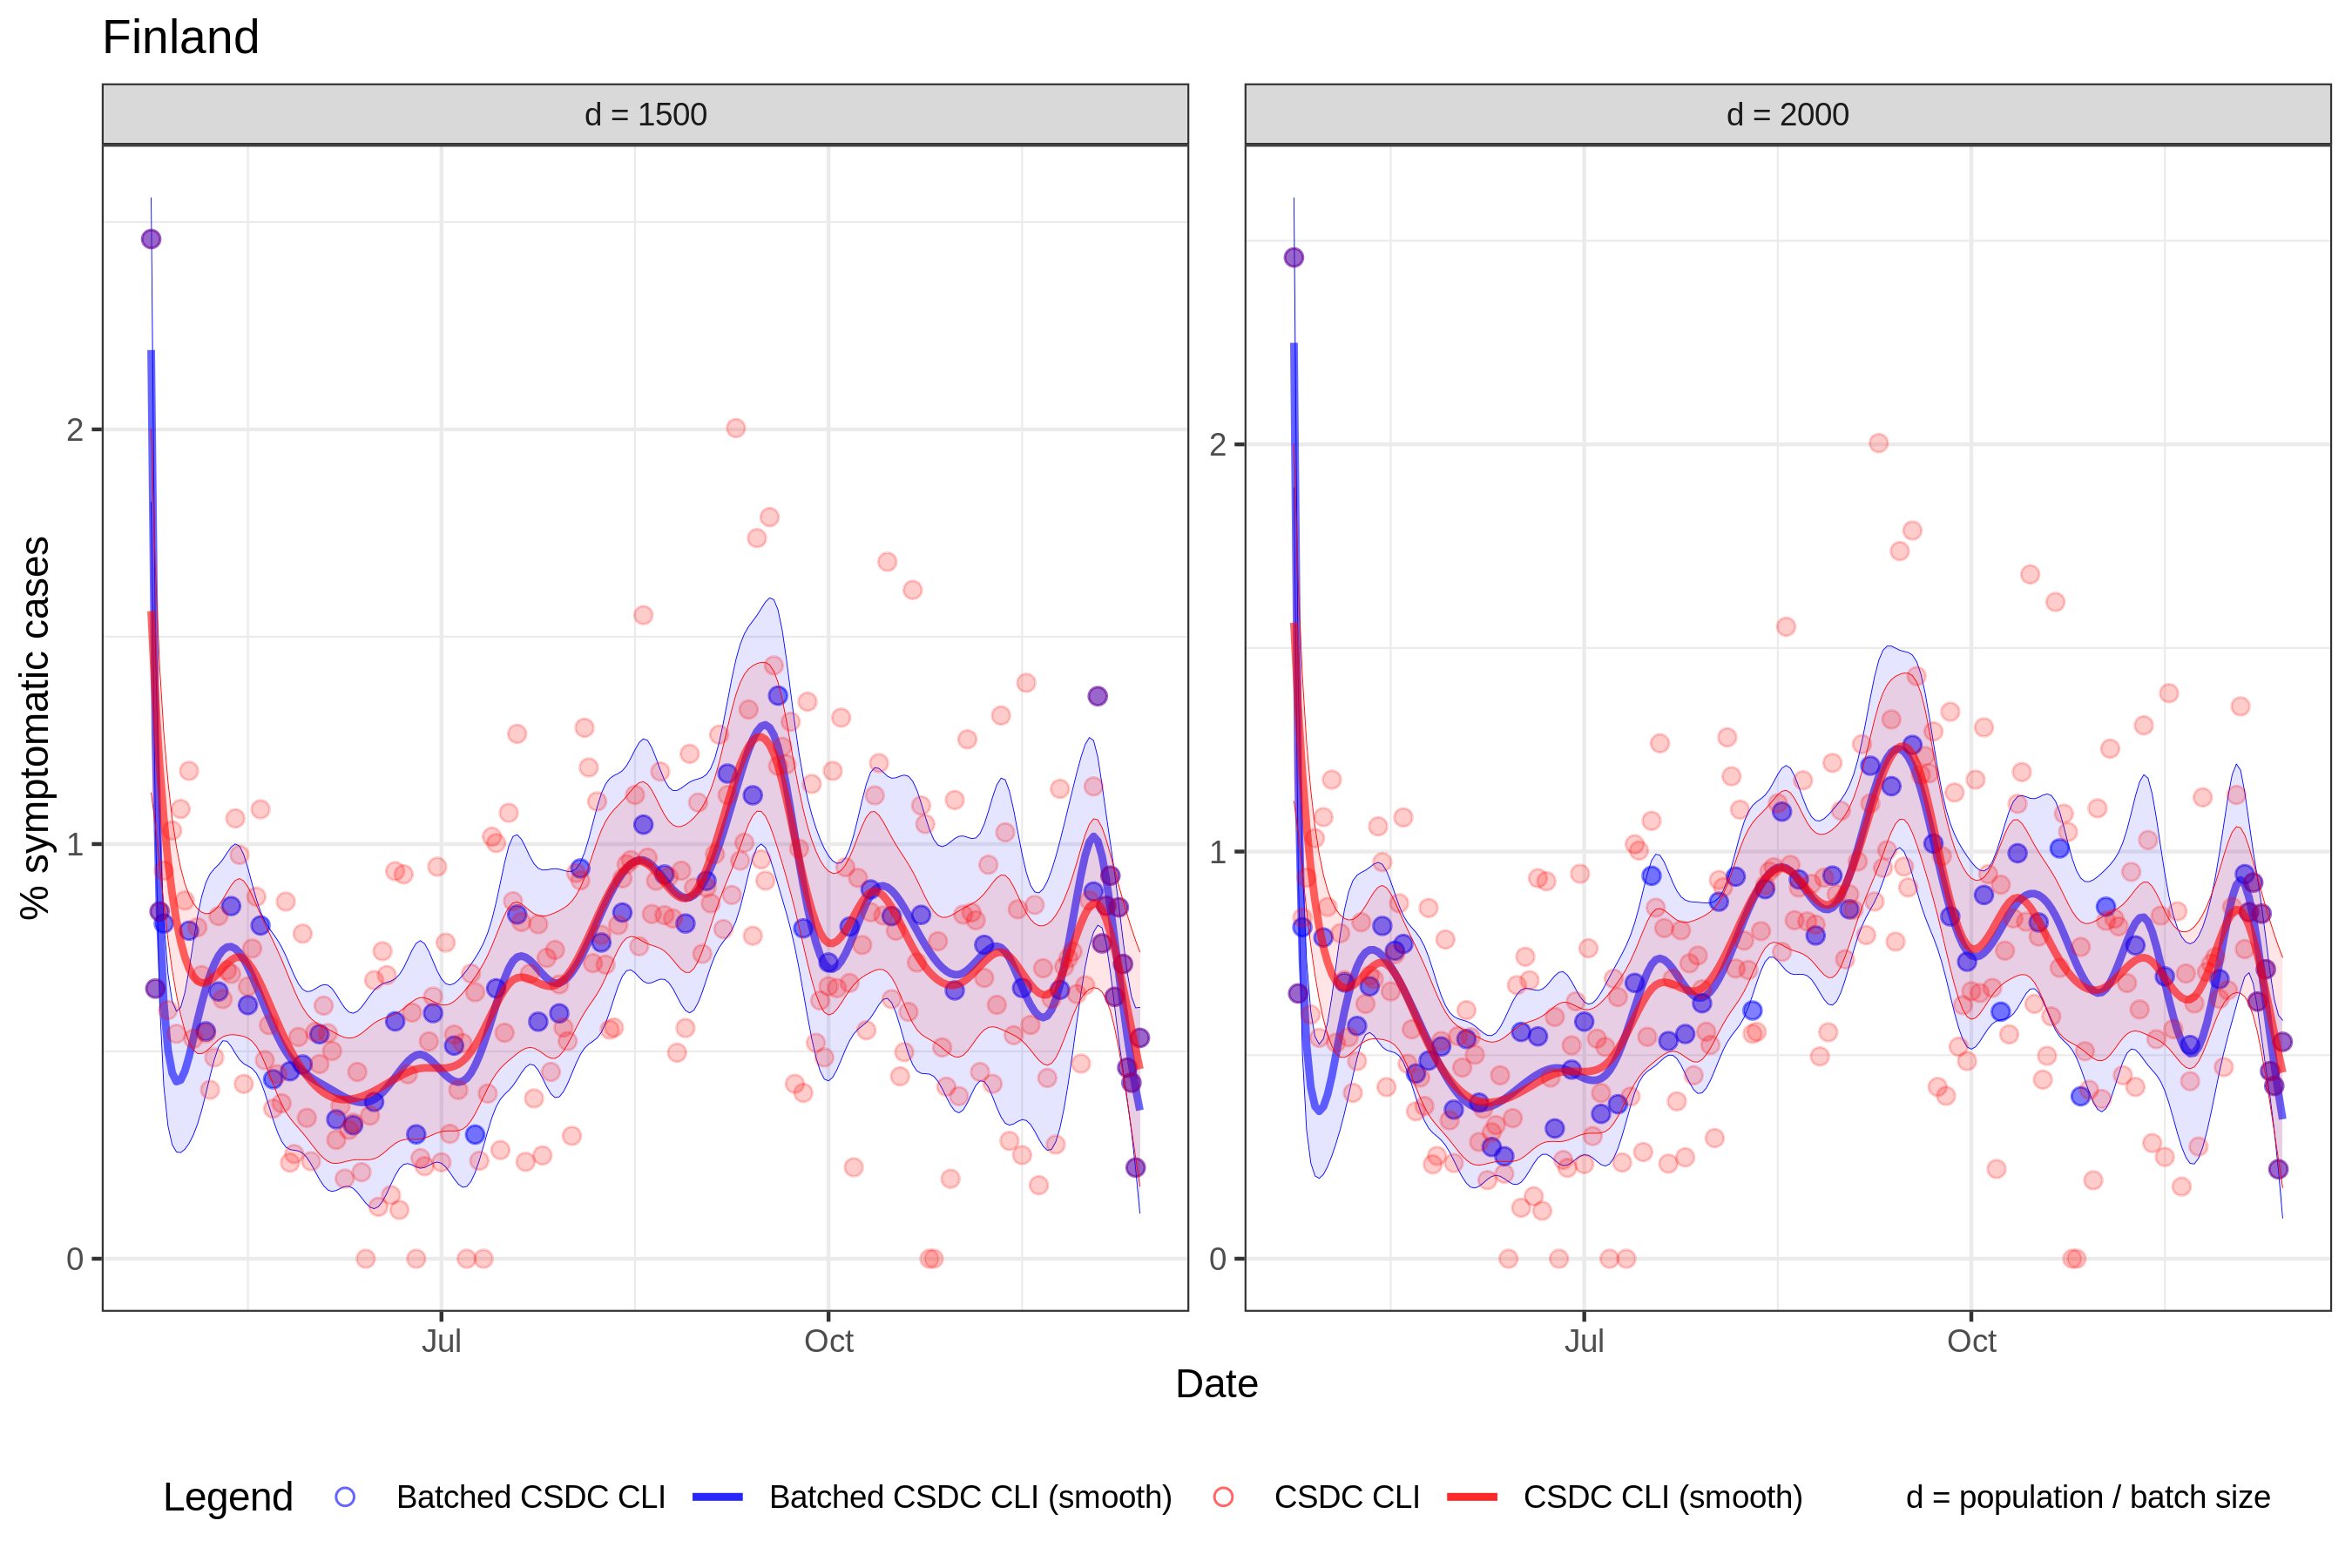 Finland
d = 1500
d = 2000
% symptomatic cases
2
1
0
2
1
0
Jul
Oct
Jul
Oct
Date
Legend
Batched CSDC CLI
Batched CSDC CLI (smooth)
CSDC CLI
CSDC CLI (smooth)
d = population / batch size